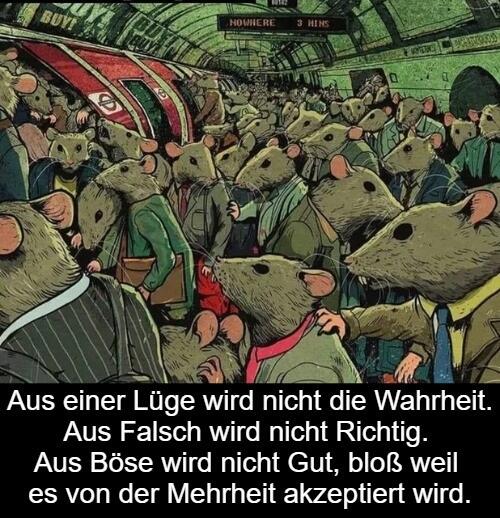 BUY!
NOWHERE 3 MINS
Aus einer Lüge wird nicht die Wahrheit.
Aus Falsch wird nicht Richtig.
Aus Böse wird nicht Gut, bloß weil
es von der Mehrheit akzeptiert wird.